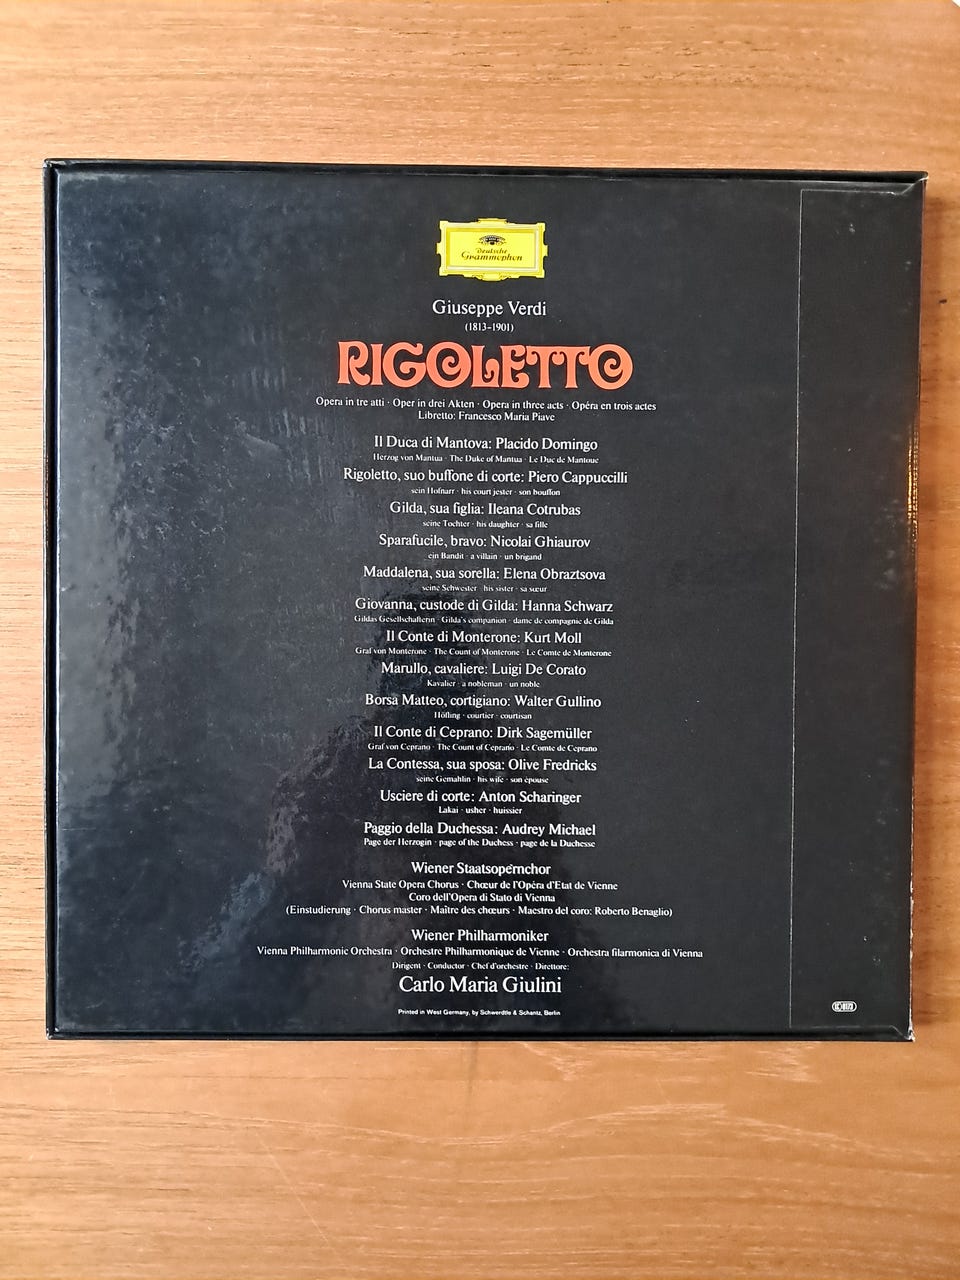 Deutsche
Grammophon
Giuseppe Verdi
(1813-1901)
RIGOLETTO
Opera in tre atti · Oper in drei Akten · Opera in three acts · Opéra en trois actes
Libretto: Francesco Maria Piave
Il Duca di Mantova: Placido Domingo
Herzog von Mantua · The Duke of Mantua · Le Duc de Mantoue
Rigoletto, suo buffone di corte: Piero Cappuccilli
sein Hofnarr · his court jester · son bouffon
Gilda, sua figlia: Ileana Cotrubas
seine Tochter · his daughter · sa fille
Sparafucile, bravo: Nicolai Ghiaurov
ein Bandit · a villain · un brigand
Maddalena, sua sorella: Elena Obraztsova
seine Schwester · his sister · sa sœur
Giovanna, custode di Gilda: Hanna Schwarz
Gildas Gesellschafterin · Gilda's companion · dame de compagnie de Gilda
Il Conte di Monterone: Kurt Moll
Graf von Monterone · The Count of Monterone · Le Comte de Monterone
Marullo, cavaliere: Luigi De Corato
Kavalier · a nobleman · un noble
Borsa Matteo, cortigiano: Walter Gullino
Höfling · courtier · courtisan
Il Conte di Ceprano: Dirk Sagemüller
Graf von Ceprano · The Count of Ceprano · Le Comte de Ceprano
La Contessa, sua sposa: Olive Fredricks
seine Gemahlin · his wife · son épouse
Usciere di corte: Anton Scharinger
Lakai · usher · huissier
Paggio della Duchessa: Audrey Michael
Page der Herzogin · page of the Duchess · page de la Duchesse
Wiener Staatsopernchor
Vienna State Opera Chorus · Chœur de l'Opéra d'Etat de Vienne
Coro dell'Opera di Stato di Vienna
(Einstudierung · Chorus master · Maître des chœurs · Maestro del coro: Roberto Benaglio)
Wiener Philharmoniker
Vienna Philharmonic Orchestra · Orchestre Philharmonique de Vienne · Orchestra filarmonica di Vienna
Dirigent · Conductor · Chef d'orchestre · Direttore:
Carlo Maria Giulini
Printed in West Germany, by Schwerdtle & Schantz, Berlin